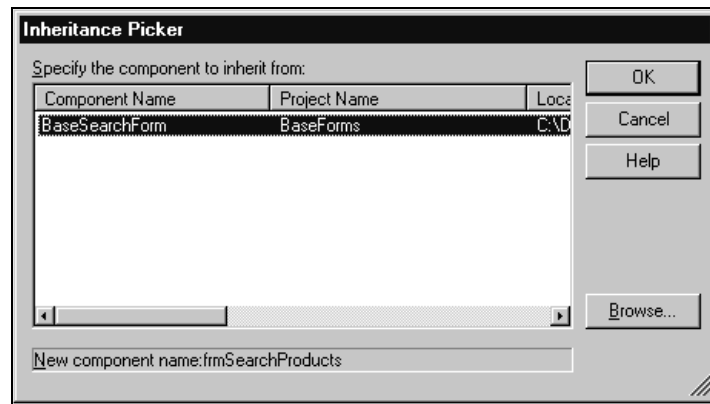 Inheritance Picker
Specify the component to inherit from:
OK
Component Name Project Name Loca
BaseSearchForm BaseForms C:\D
Cancel
Help
Browse...
New component name:frmSearchProducts